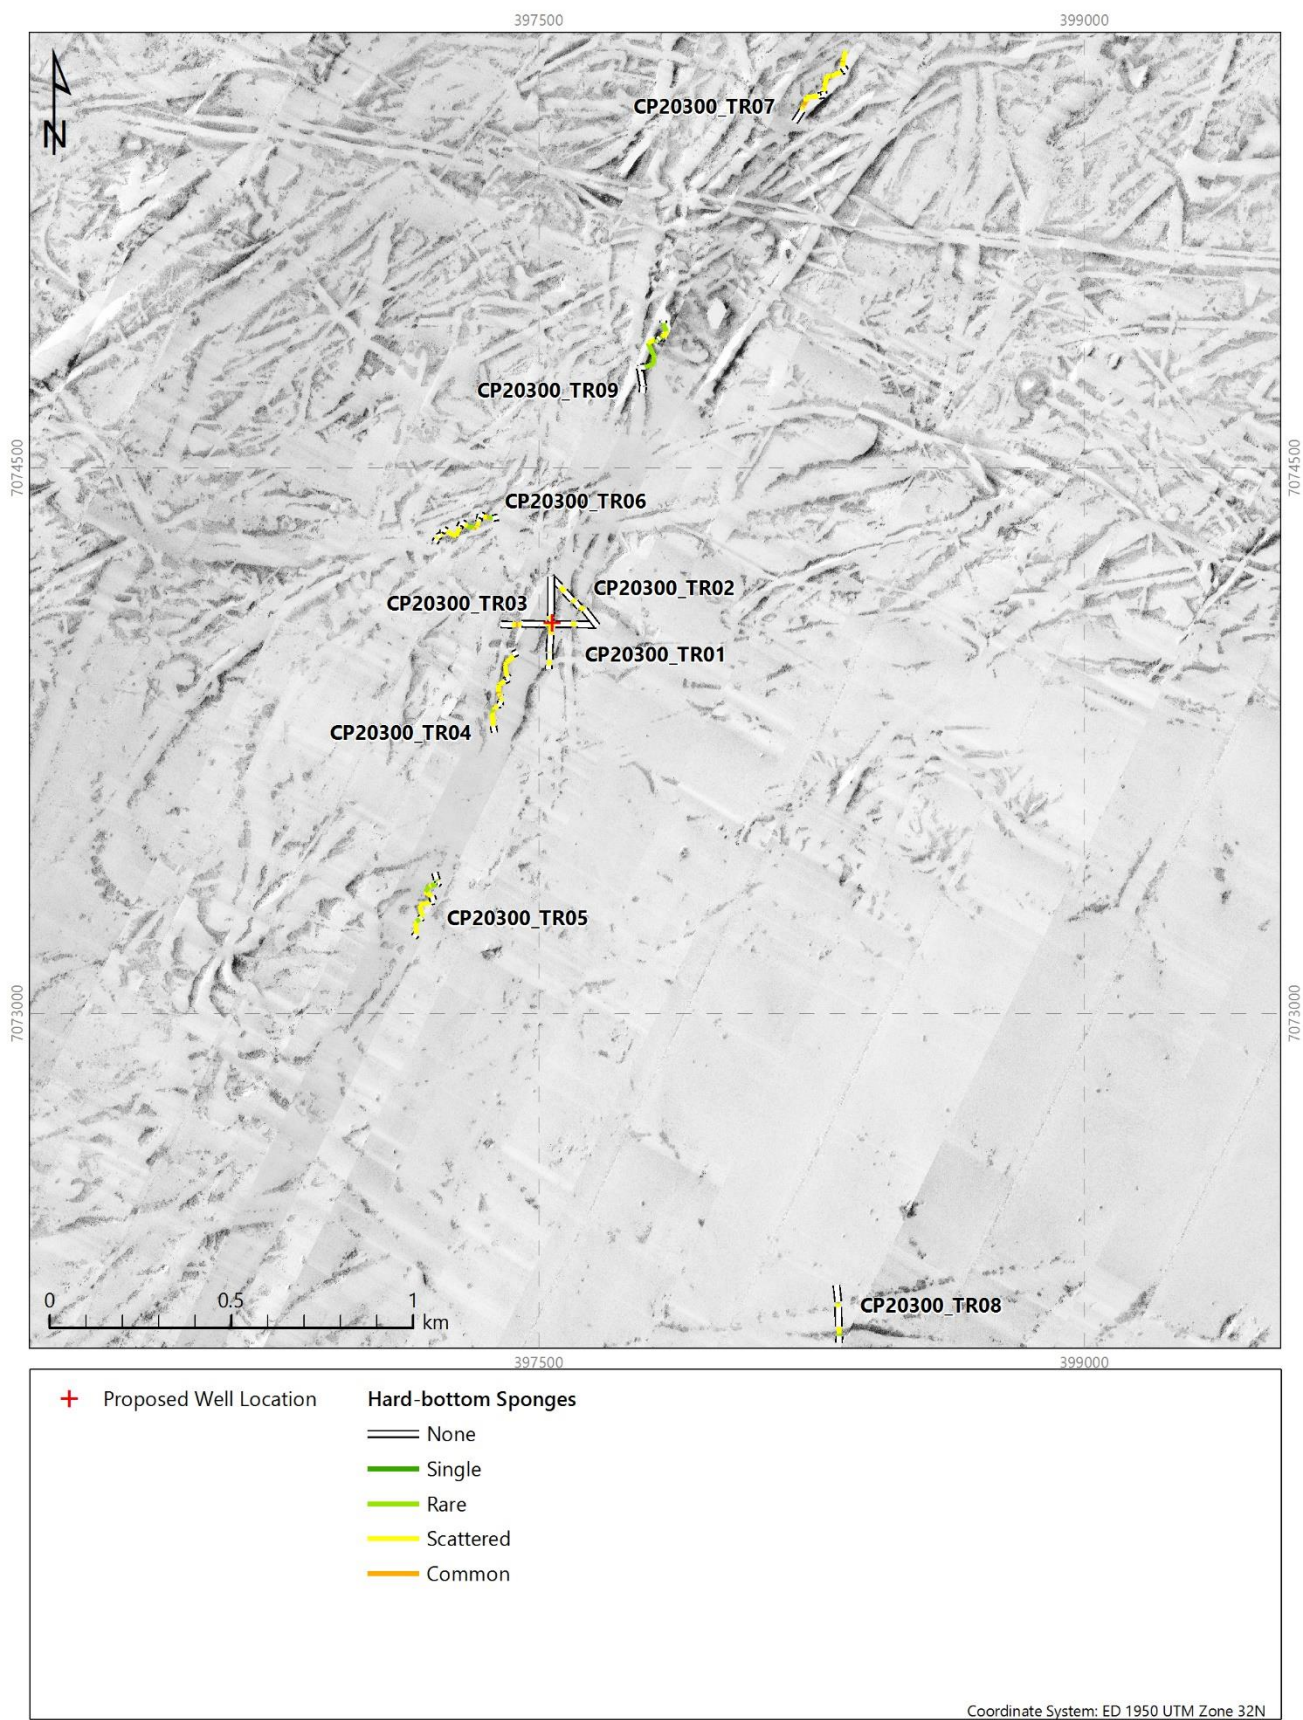 397500 399000
N
CP20300_TR07
CP20300_TR09
7074500 7074500
CP20300_TR06
CP20300_TR02
CP20300_TR03
CP20300_TR01
CP20300_TR04
CP20300_TR05
7073000 7073000
0 0.5 1
km
CP20300_TR08
397500 399000
Proposed Well Location
Hard-bottom Sponges
None
Single
Rare
Scattered
Common
Coordinate System: ED 1950 UTM Zone 32N